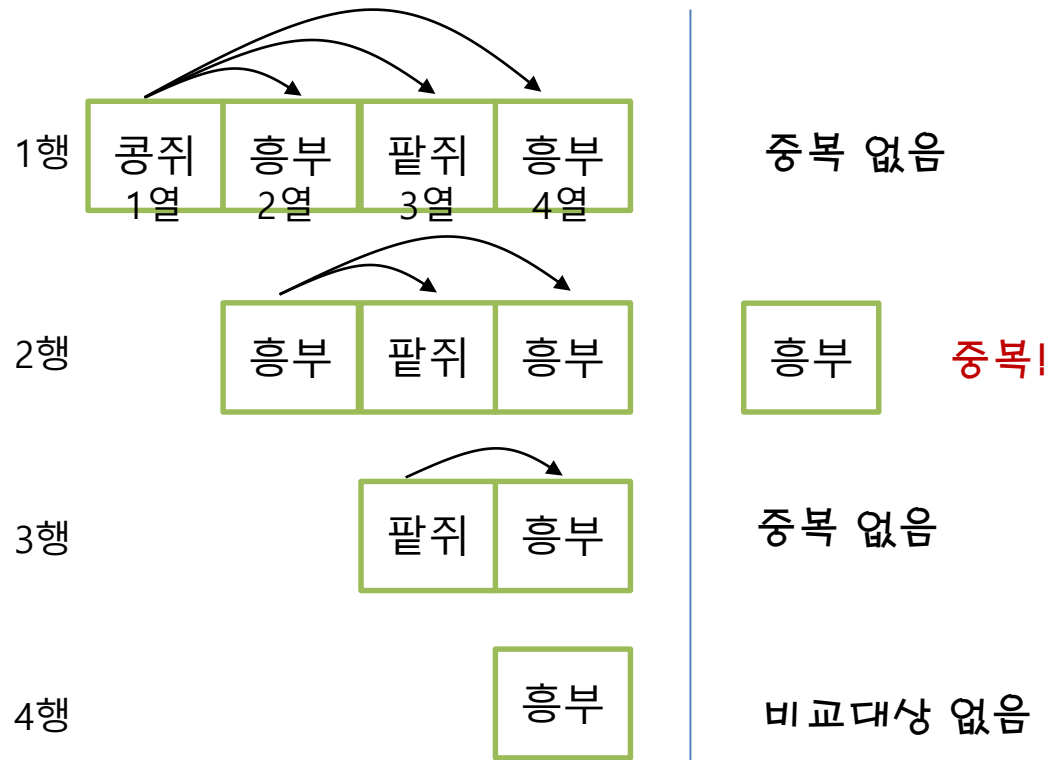 1행 콩쥐 흥부 팥쥐 흥부 중복 없음
1열 2열 3열 4열
2행 흥부 팥쥐 흥부 흥부 중복!
3행 팥쥐 흥부 중복 없음
4행 흥부 비교대상 없음